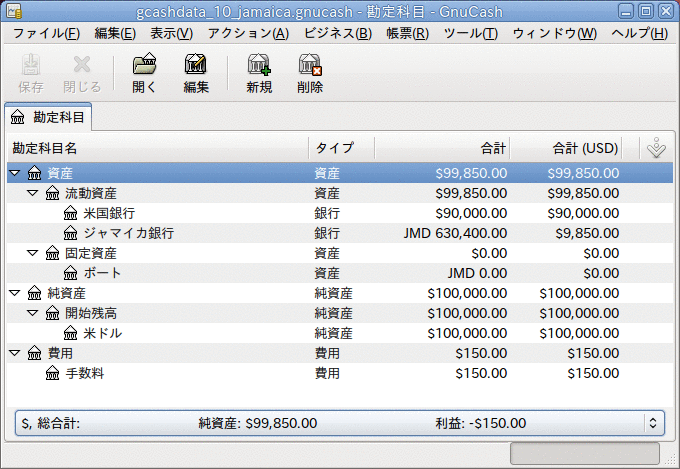 gcashdata_10_jamaica.gnucash - 勘定科目 - GnuCash
ファイル(F) 編集(E) 表示(V) アクション(A) ビジネス(B) 帳票(R) ツール(T) ウィンドウ(W) ヘルプ(H)
保存 閉じる 開く 編集 新規 削除
勘定科目
勘定科目名 タイプ 合計 合計 (USD)
資産 資産 $99,850.00 $99,850.00
流動資産 資産 $99,850.00 $99,850.00
米国銀行 銀行 $90,000.00 $90,000.00
ジャマイカ銀行 銀行 JMD 630,400.00 $9,850.00
固定資産 資産 $0.00 $0.00
ボート 資産 JMD 0.00 $0.00
純資産 純資産 $100,000.00 $100,000.00
開始残高 純資産 $100,000.00 $100,000.00
米ドル 純資産 $100,000.00 $100,000.00
費用 費用 $150.00 $150.00
手数料 費用 $150.00 $150.00
$, 総合計: 純資産: $99,850.00 利益: -$150.00